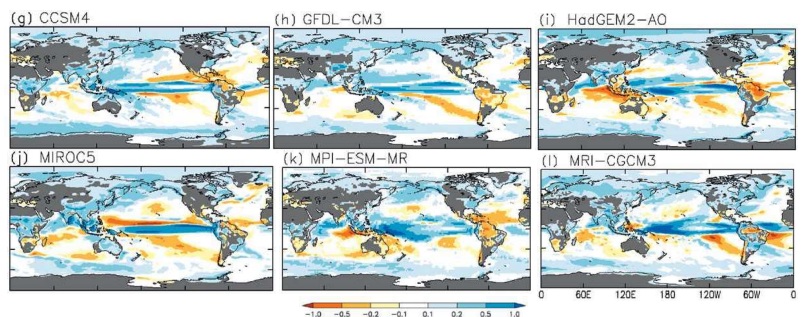 (g) CCSM4
(h) GFDL-CM3
(i) HadGEM2-AO
(j) MIROC5
(k) MPI-ESM-MR
(l) MRI-CGCM3
-1.0 -0.5 -0.2 -0.1 0.1 0.2 0.5 1.0
0 60E 120E 180 120W 60W 0